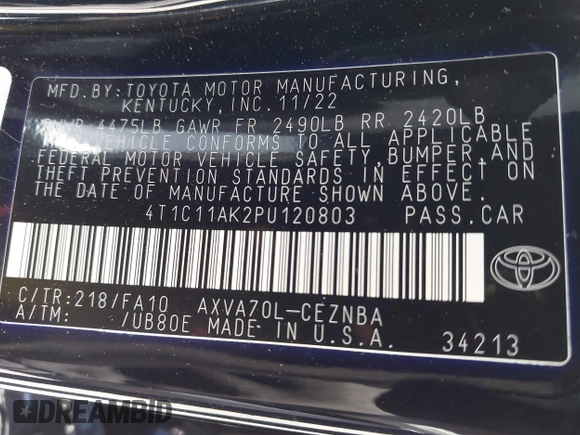 MFD.BY:TOYOTA MOTOR MANUFACTURING,
KENTUCKY, INC. 11/22
GVWR 4475LB GAWR FR 2490LB RR 2420LB
THIS VEHICLE CONFORMS TO ALL APPLICABLE
FEDERAL MOTOR VEHICLE SAFETY,BUMPER,AND
THEFT PREVENTION STANDARDS IN EFFECT ON
THE DATE OF MANUFACTURE SHOWN ABOVE.
4T1C11AK2PU120803 PASS.CAR
C/TR:218/FA10 AXVA70L-CEZNBA
A/TM: /UB80E MADE IN U.S.A.
34213
DREAMBID